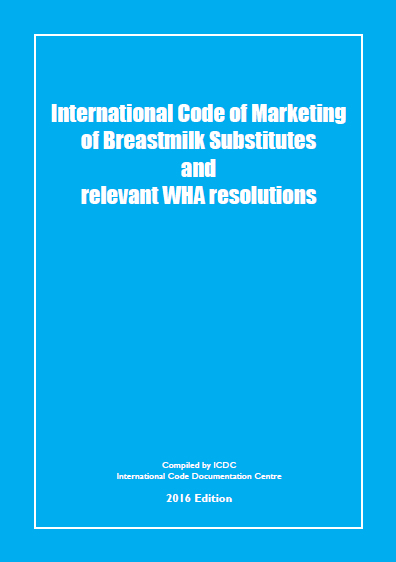 International Code of Marketing
of Breastmilk Substitutes
and
relevant WHA resolutions
Compiled by ICDC
International Code Documentation Centre
2016 Edition